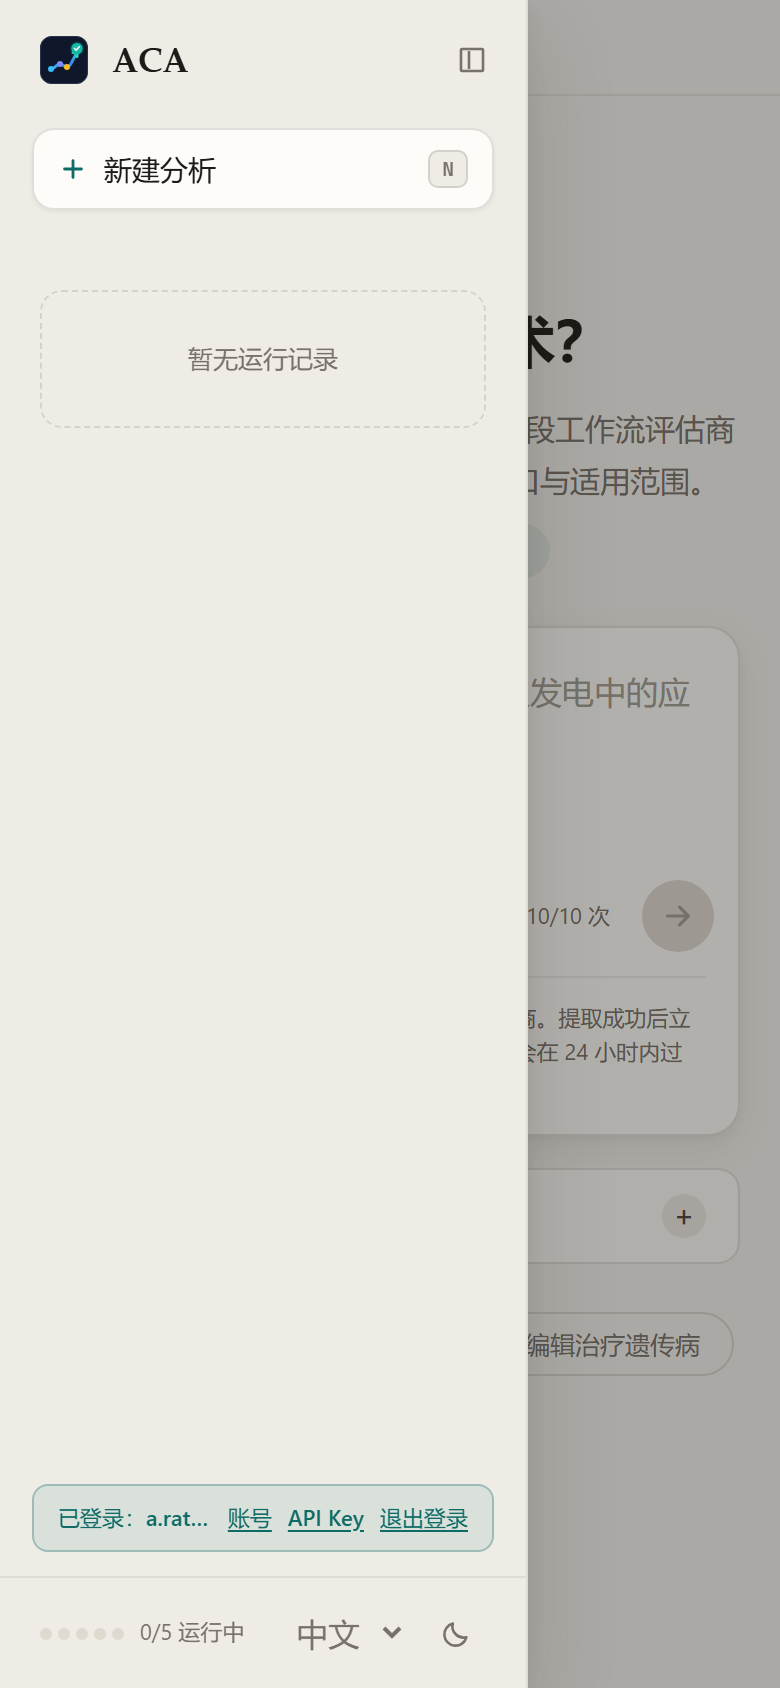 ACA
新建分析
N
暂无运行记录
术?
段工作流评估商
口与适用范围。
发电中的应
10/10 次
商。提取成功后立
会在 24 小时内过
+
编辑治疗遗传病
已登录: a.rat... 账号 API Key 退出登录
0/5 运行中
中文